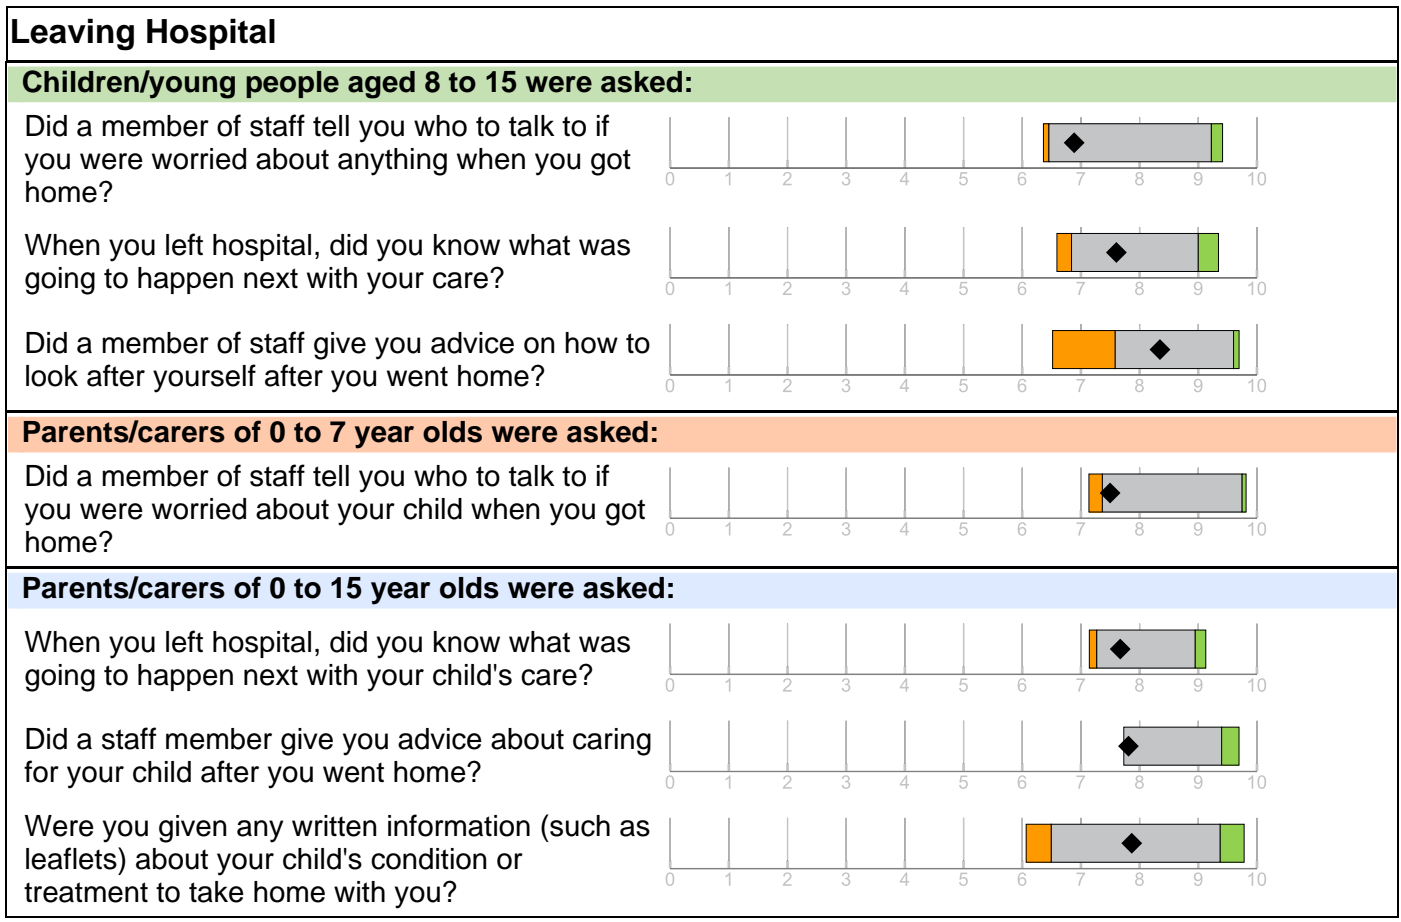 Leaving Hospital
Children/young people aged 8 to 15 were asked:
Did a member of staff tell you who to talk to if
you were worried about anything when you got
home?
0 1 2 3 4 5 6 7 8 9 10
When you left hospital, did you know what was
going to happen next with your care?
0 1 2 3 4 5 6 7 8 9 10
Did a member of staff give you advice on how to
look after yourself after you went home?
0 1 2 3 4 5 6 7 8 9 10
Parents/carers of 0 to 7 year olds were asked:
Did a member of staff tell you who to talk to if
you were worried about your child when you got
home?
0 1 2 3 4 5 6 7 8 9 10
Parents/carers of 0 to 15 year olds were asked:
When you left hospital, did you know what was
going to happen next with your child's care?
0 1 2 3 4 5 6 7 8 9 10
Did a staff member give you advice about caring
for your child after you went home?
0 1 2 3 4 5 6 7 8 9 10
Were you given any written information (such as
leaflets) about your child's condition or
treatment to take home with you?
0 1 2 3 4 5 6 7 8 9 10